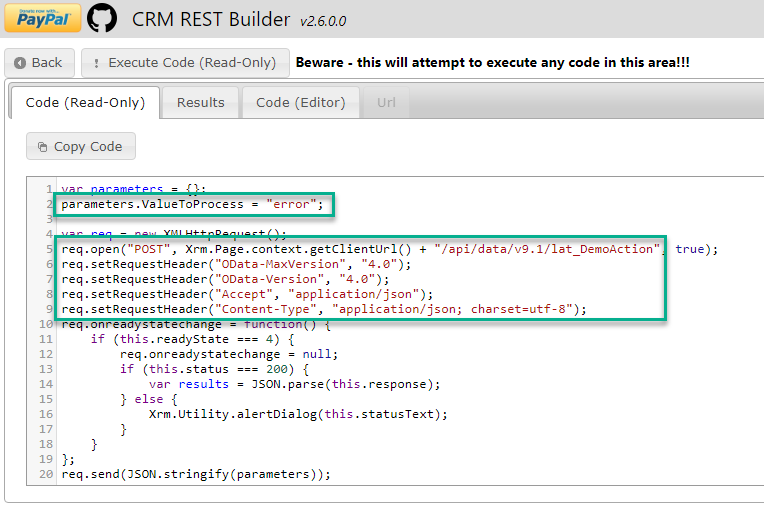 Donate now with...
PayPal
CRM REST Builder v2.6.0.0
Back
! Execute Code (Read-Only)
Beware - this will attempt to execute any code in this area!!!
Code (Read-Only)
Results
Code (Editor)
Url
Copy Code
1 var parameters = {};
2 parameters.ValueToProcess = "error";
3
4 var req = new XMLHttpRequest();
5 req.open("POST", Xrm.Page.context.getClientUrl() + "/api/data/v9.1/lat_DemoAction", true);
6 req.setRequestHeader("OData-MaxVersion", "4.0");
7 req.setRequestHeader("OData-Version", "4.0");
8 req.setRequestHeader("Accept", "application/json");
9 req.setRequestHeader("Content-Type", "application/json; charset=utf-8");
10 req.onreadystatechange = function() {
11     if (this.readyState === 4) {
12         req.onreadystatechange = null;
13         if (this.status === 200) {
14             var results = JSON.parse(this.response);
15         } else {
16             Xrm.Utility.alertDialog(this.statusText);
17         }
18     }
19 };
20 req.send(JSON.stringify(parameters));